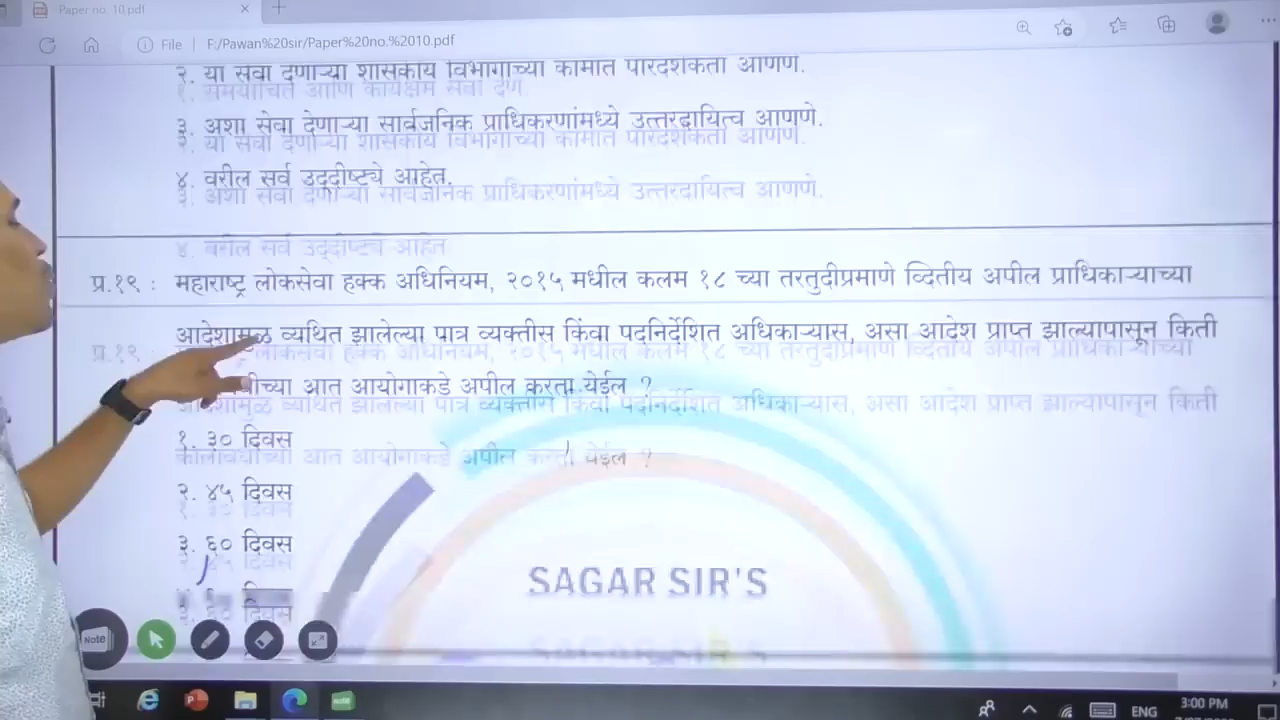 Paper no. 10.pdf
File F:/Pawan%20sir/Paper%20no.%2010.pdf
२. या सेवा देणाऱ्या शासकीय विभागाच्या कामात पारदर्शकता आणणे.
३. अशा सेवा देणाऱ्या सार्वजनिक प्राधिकरणांमध्ये उत्तरदायित्व आणणे.
४. वरील सर्व उद्दीष्ट्ये आहेत.
प्र.१९ : महाराष्ट्र लोकसेवा हक्क अधिनियम, २०१५ मधील कलम १८ च्या तरतुदीप्रमाणे व्दितीय अपील प्राधिकाऱ्याच्या
आदेशामुळे व्यथित झालेल्या पात्र व्यक्तीस किंवा पदनिर्देशित अधिकाऱ्यास, असा आदेश प्राप्त झाल्यापासून किती
आत आयोगाकडे अपील करता येईल ?
१. ३० दिवस
२. ४५ दिवस
३. ६० दिवस
SAGAR SIR'S
Note
ENG
3:00 PM